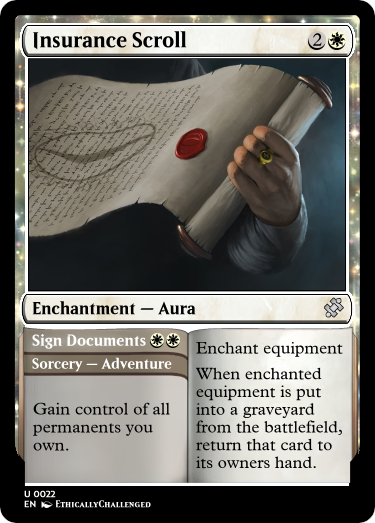 Insurance Scroll 2
Enchantment — Aura
Sign Documents
Sorcery — Adventure
Gain control of all
permanents you
own.
Enchant equipment
When enchanted
equipment is put
into a graveyard
from the battlefield,
return that card to
its owners hand.
U 0022
EN EthicallyChallenged